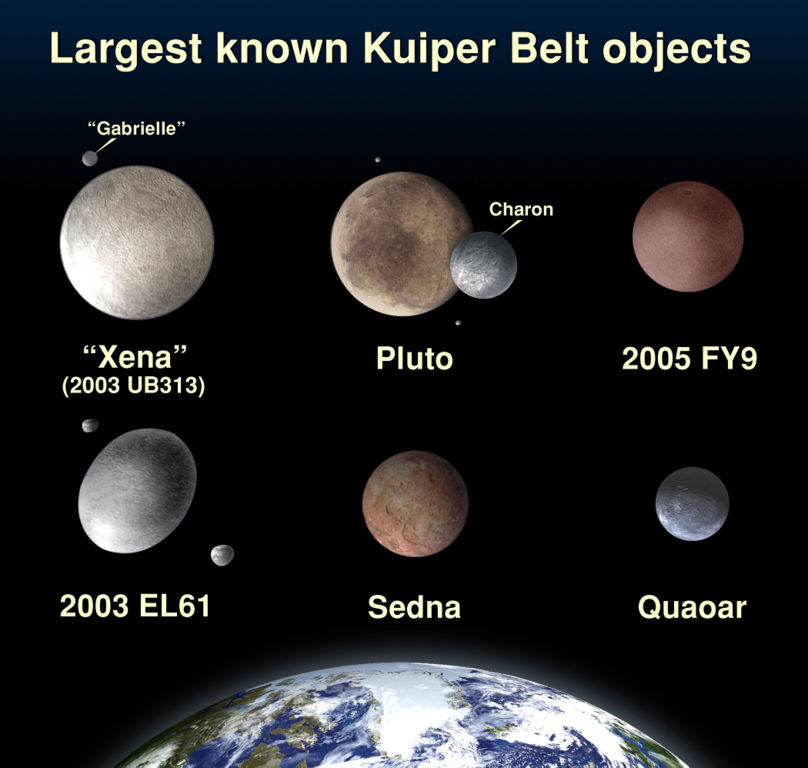 Largest known Kuiper Belt objects
“Gabrielle”
Charon
“Xena”
(2003 UB313)
Pluto
2005 FY9
2003 EL61
Sedna
Quaoar